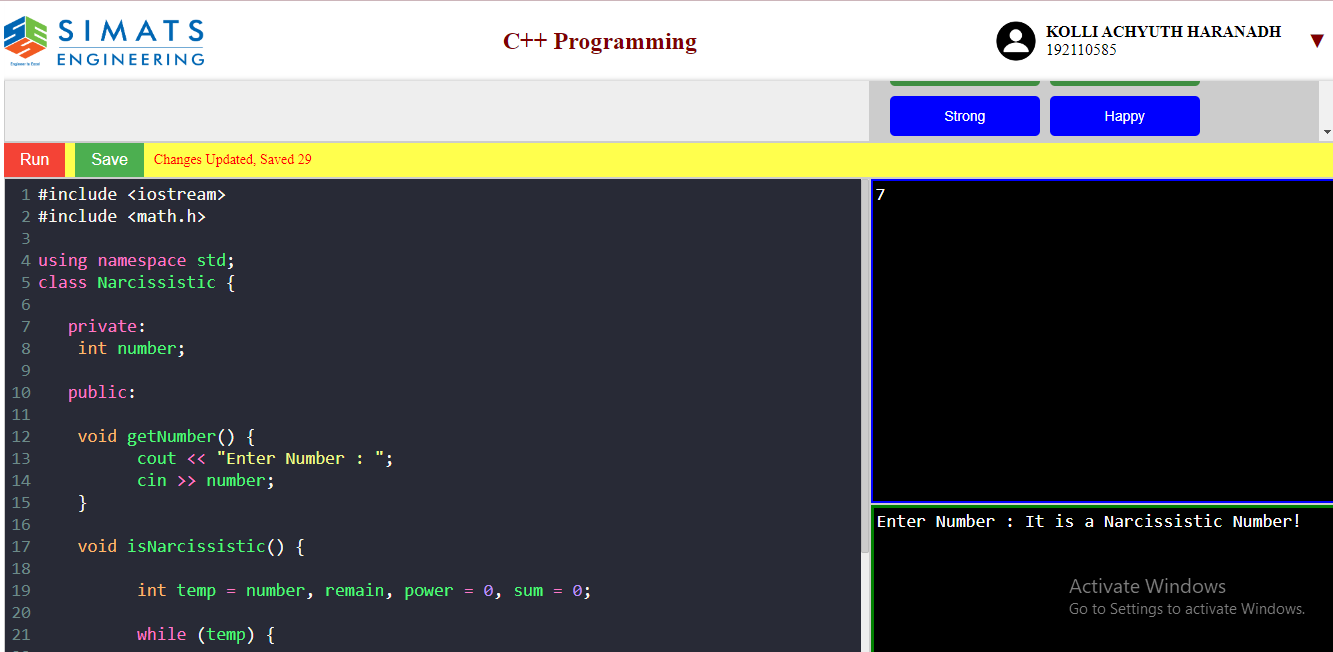 SIMATS
ENGINEERING
Engineer to Excel
C++ Programming
KOLLI ACHYUTH HARANADH
192110585
Strong
Happy
Run
Save
Changes Updated, Saved 29
1 #include <iostream>
2 #include <math.h>
3
4 using namespace std;
5 class Narcissistic {
6
7 private:
8 int number;
9
10 public:
11
12 void getNumber() {
13 cout << "Enter Number : ";
14 cin >> number;
15 }
16
17 void isNarcissistic() {
18
19 int temp = number, remain, power = 0, sum = 0;
20
21 while (temp) {
7
Enter Number : It is a Narcissistic Number!
Activate Windows
Go to Settings to activate Windows.